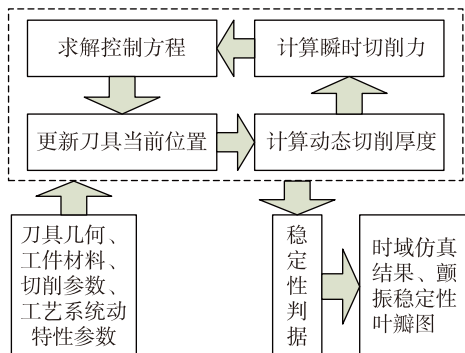 求解控制方程
计算瞬时切削力
更新刀具当前位置
计算动态切削厚度
刀具几何、
工件材料、
切削参数、
工艺系统动
特性参数
稳
定
性
判
据
时域仿真
结果、颤
振稳定性
叶瓣图